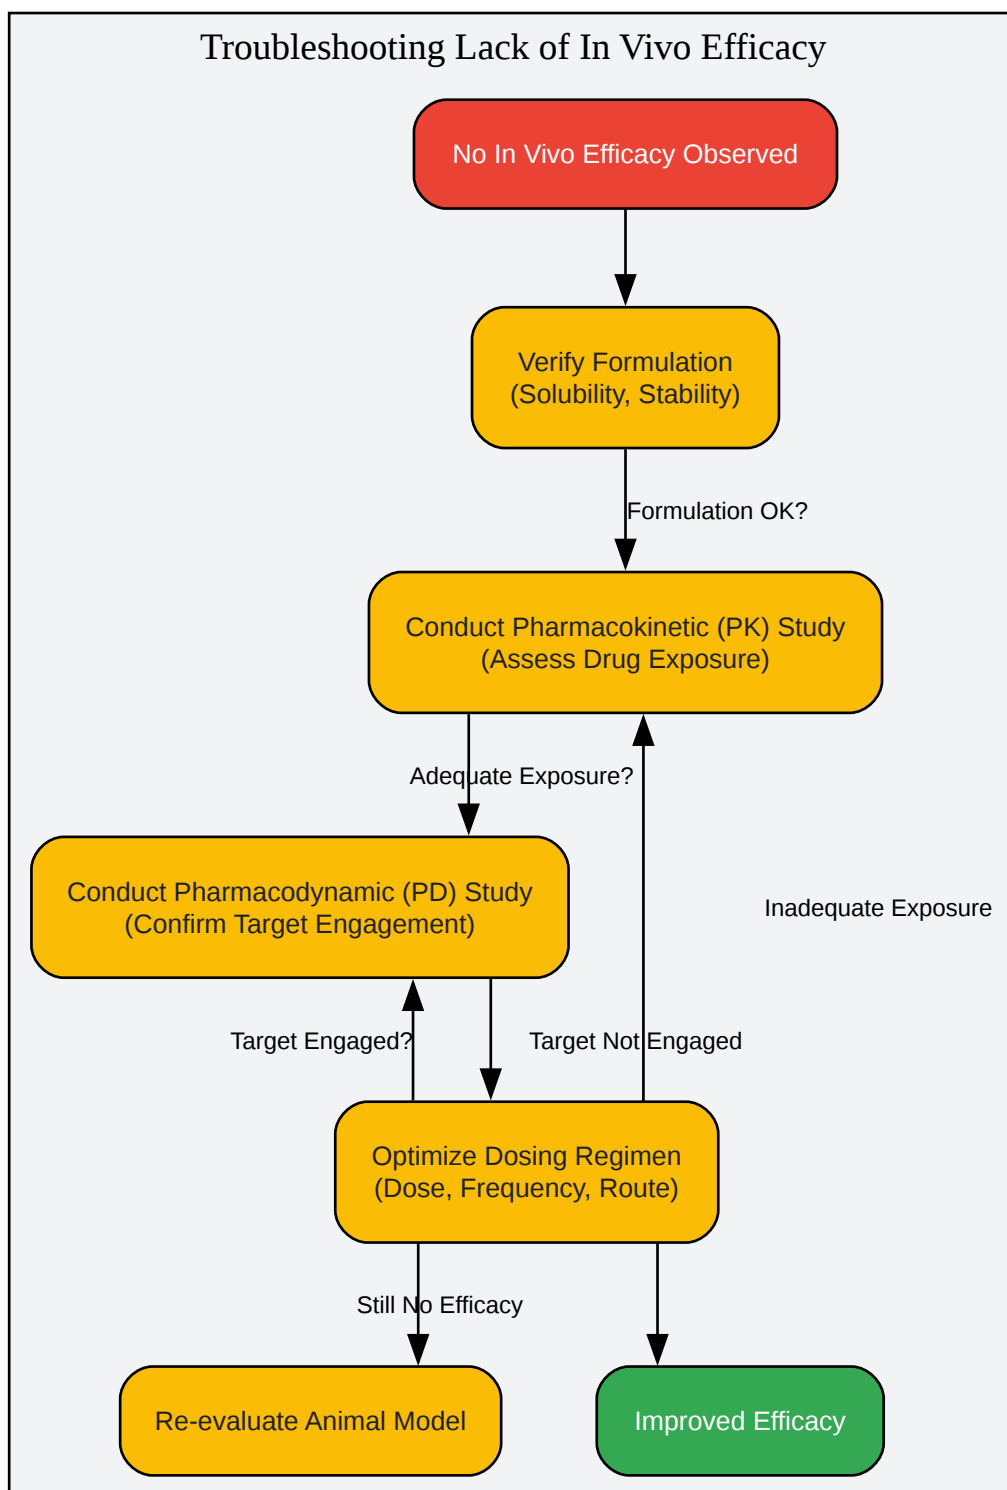 Troubleshooting Lack of In Vivo Efficacy
No In Vivo Efficacy Observed
Verify Formulation
(Solubility, Stability)
Formulation OK?
Conduct Pharmacokinetic (PK) Study
(Assess Drug Exposure)
Adequate Exposure?
Conduct Pharmacodynamic (PD) Study
(Confirm Target Engagement)
Inadequate Exposure
Target Engaged?
Target Not Engaged
Optimize Dosing Regimen
(Dose, Frequency, Route)
Still No Efficacy
Re-evaluate Animal Model
Improved Efficacy